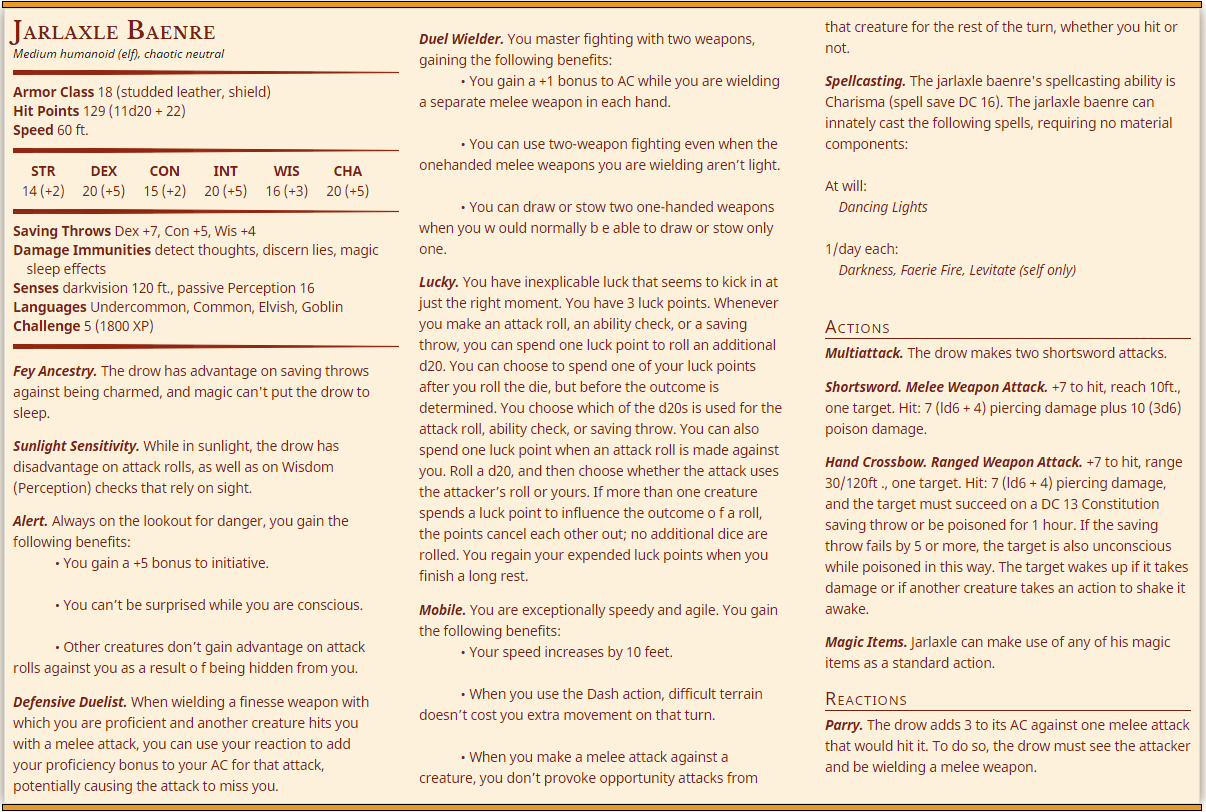 Jarlaxle Baenre
Medium humanoid (elf), chaotic neutral
Armor Class 18 (studded leather, shield)
Hit Points 129 (11d20 + 22)
Speed 60 ft.
STR DEX CON INT WIS CHA
14 (+2) 20 (+5) 15 (+2) 20 (+5) 16 (+3) 20 (+5)
Saving Throws Dex +7, Con +5, Wis +4
Damage Immunities detect thoughts, discern lies, magic
sleep effects
Senses darkvision 120 ft., passive Perception 16
Languages Undercommon, Common, Elvish, Goblin
Challenge 5 (1800 XP)
Fey Ancestry. The drow has advantage on saving throws
against being charmed, and magic can't put the drow to
sleep.
Sunlight Sensitivity. While in sunlight, the drow has
disadvantage on attack rolls, as well as on Wisdom
(Perception) checks that rely on sight.
Alert. Always on the lookout for danger, you gain the
following benefits:
• You gain a +5 bonus to initiative.
• You can't be surprised while you are conscious.
• Other creatures don't gain advantage on attack
rolls against you as a result o f being hidden from you.
Defensive Duelist. When wielding a finesse weapon with
which you are proficient and another creature hits you
with a melee attack, you can use your reaction to add
your proficiency bonus to your AC for that attack,
potentially causing the attack to miss you.
Duel Wielder. You master fighting with two weapons,
gaining the following benefits:
• You gain a +1 bonus to AC while you are wielding
a separate melee weapon in each hand.
• You can use two-weapon fighting even when the
onehanded melee weapons you are wielding aren't light.
• You can draw or stow two one-handed weapons
when you w ould normally b e able to draw or stow only
one.
Lucky. You have inexplicable luck that seems to kick in at
just the right moment. You have 3 luck points. Whenever
you make an attack roll, an ability check, or a saving
throw, you can spend one luck point to roll an additional
d20. You can choose to spend one of your luck points
after you roll the die, but before the outcome is
determined. You choose which of the d20s is used for the
attack roll, ability check, or saving throw. You can also
spend one luck point when an attack roll is made against
you. Roll a d20, and then choose whether the attack uses
the attacker's roll or yours. If more than one creature
spends a luck point to influence the outcome o f a roll,
the points cancel each other out; no additional dice are
rolled. You regain your expended luck points when you
finish a long rest.
Mobile. You are exceptionally speedy and agile. You gain
the following benefits:
• Your speed increases by 10 feet.
• When you use the Dash action, difficult terrain
doesn't cost you extra movement on that turn.
• When you make a melee attack against a
creature, you don't provoke opportunity attacks from
that creature for the rest of the turn, whether you hit or
not.
Spellcasting. The jarlaxle baenre's spellcasting ability is
Charisma (spell save DC 16). The jarlaxle baenre can
innately cast the following spells, requiring no material
components:
At will:
Dancing Lights
1/day each:
Darkness, Faerie Fire, Levitate (self only)
Actions
Multiattack. The drow makes two shortsword attacks.
Shortsword. Melee Weapon Attack. +7 to hit, reach 10ft.,
one target. Hit: 7 (ld6 + 4) piercing damage plus 10 (3d6)
poison damage.
Hand Crossbow. Ranged Weapon Attack. +7 to hit, range
30/120ft ., one target. Hit: 7 (ld6 + 4) piercing damage,
and the target must succeed on a DC 13 Constitution
saving throw or be poisoned for 1 hour. If the saving
throw fails by 5 or more, the target is also unconscious
while poisoned in this way. The target wakes up if it takes
damage or if another creature takes an action to shake it
awake.
Magic Items. Jarlaxle can make use of any of his magic
items as a standard action.
Reactions
Parry. The drow adds 3 to its AC against one melee attack
that would hit it. To do so, the drow must see the attacker
and be wielding a melee weapon.